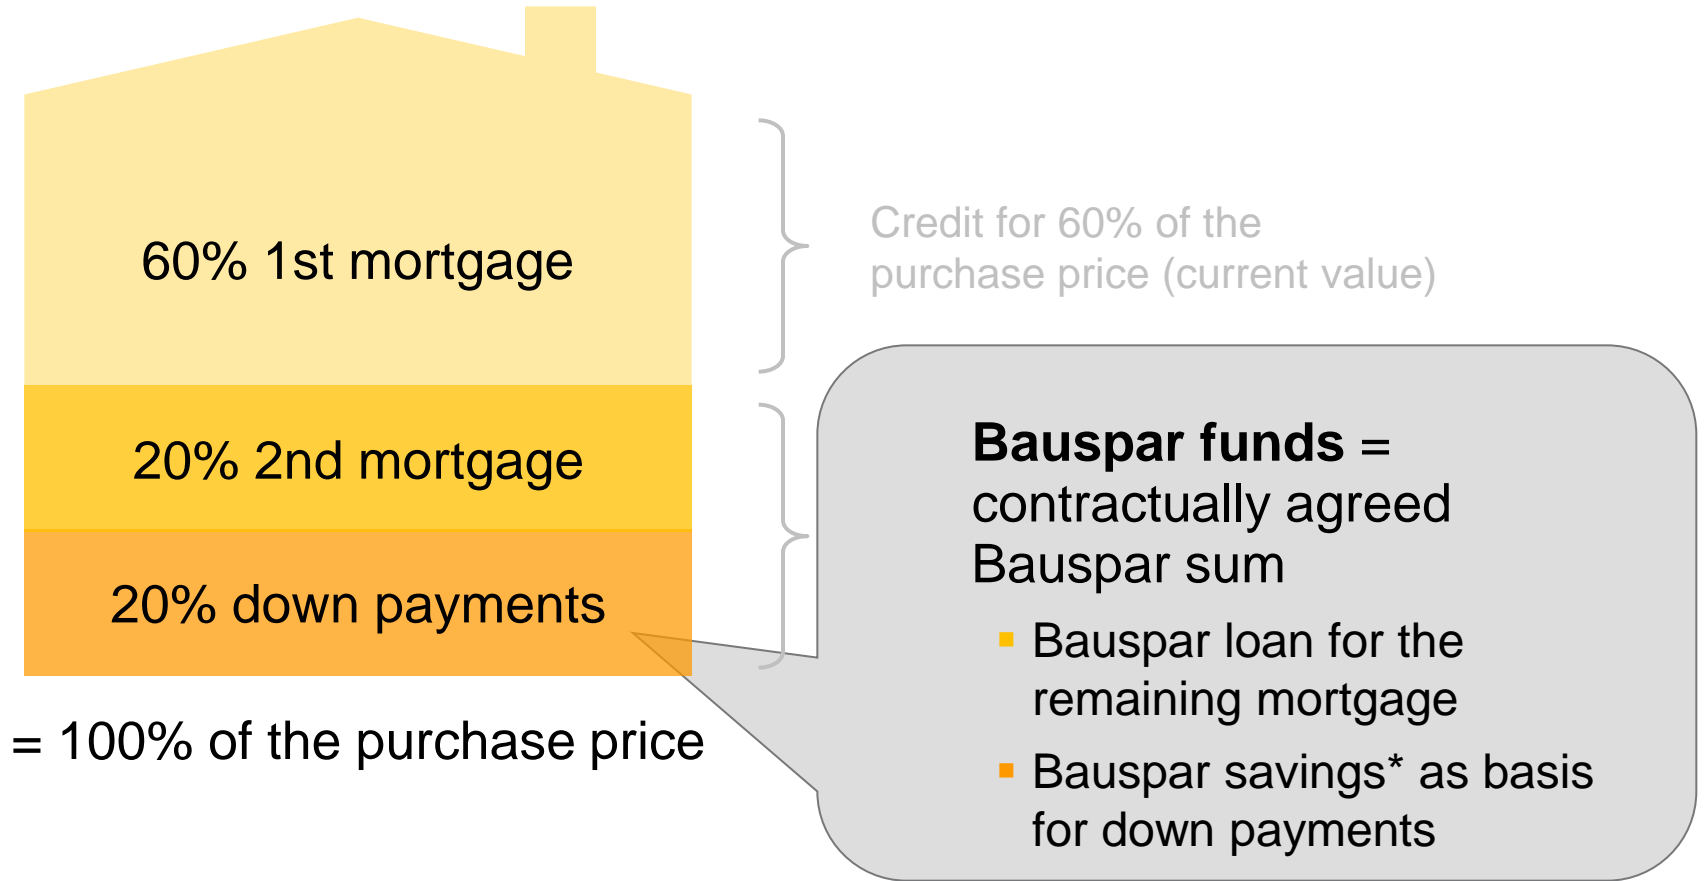 60% 1st mortgage
20% 2nd mortgage
20% down payments
= 100% of the purchase price
Credit for 60% of the
purchase price (current value)
Bauspar funds =
contractually agreed
Bauspar sum
Bauspar loan for the
remaining mortgage
Bauspar savings* as basis
for down payments